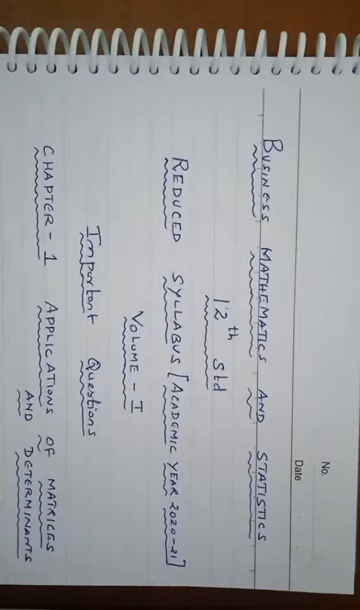 No.
Date
BUSINESS MATHEMATICS AND STATISTICS
12th std
REDUCED SYLLABUS [ACADEMIC YEAR 2020-21]
VOLUME - I
Important Questions
CHAPTER - 1 APPLICATIONS OF MATRICES
AND DETERMINANTS